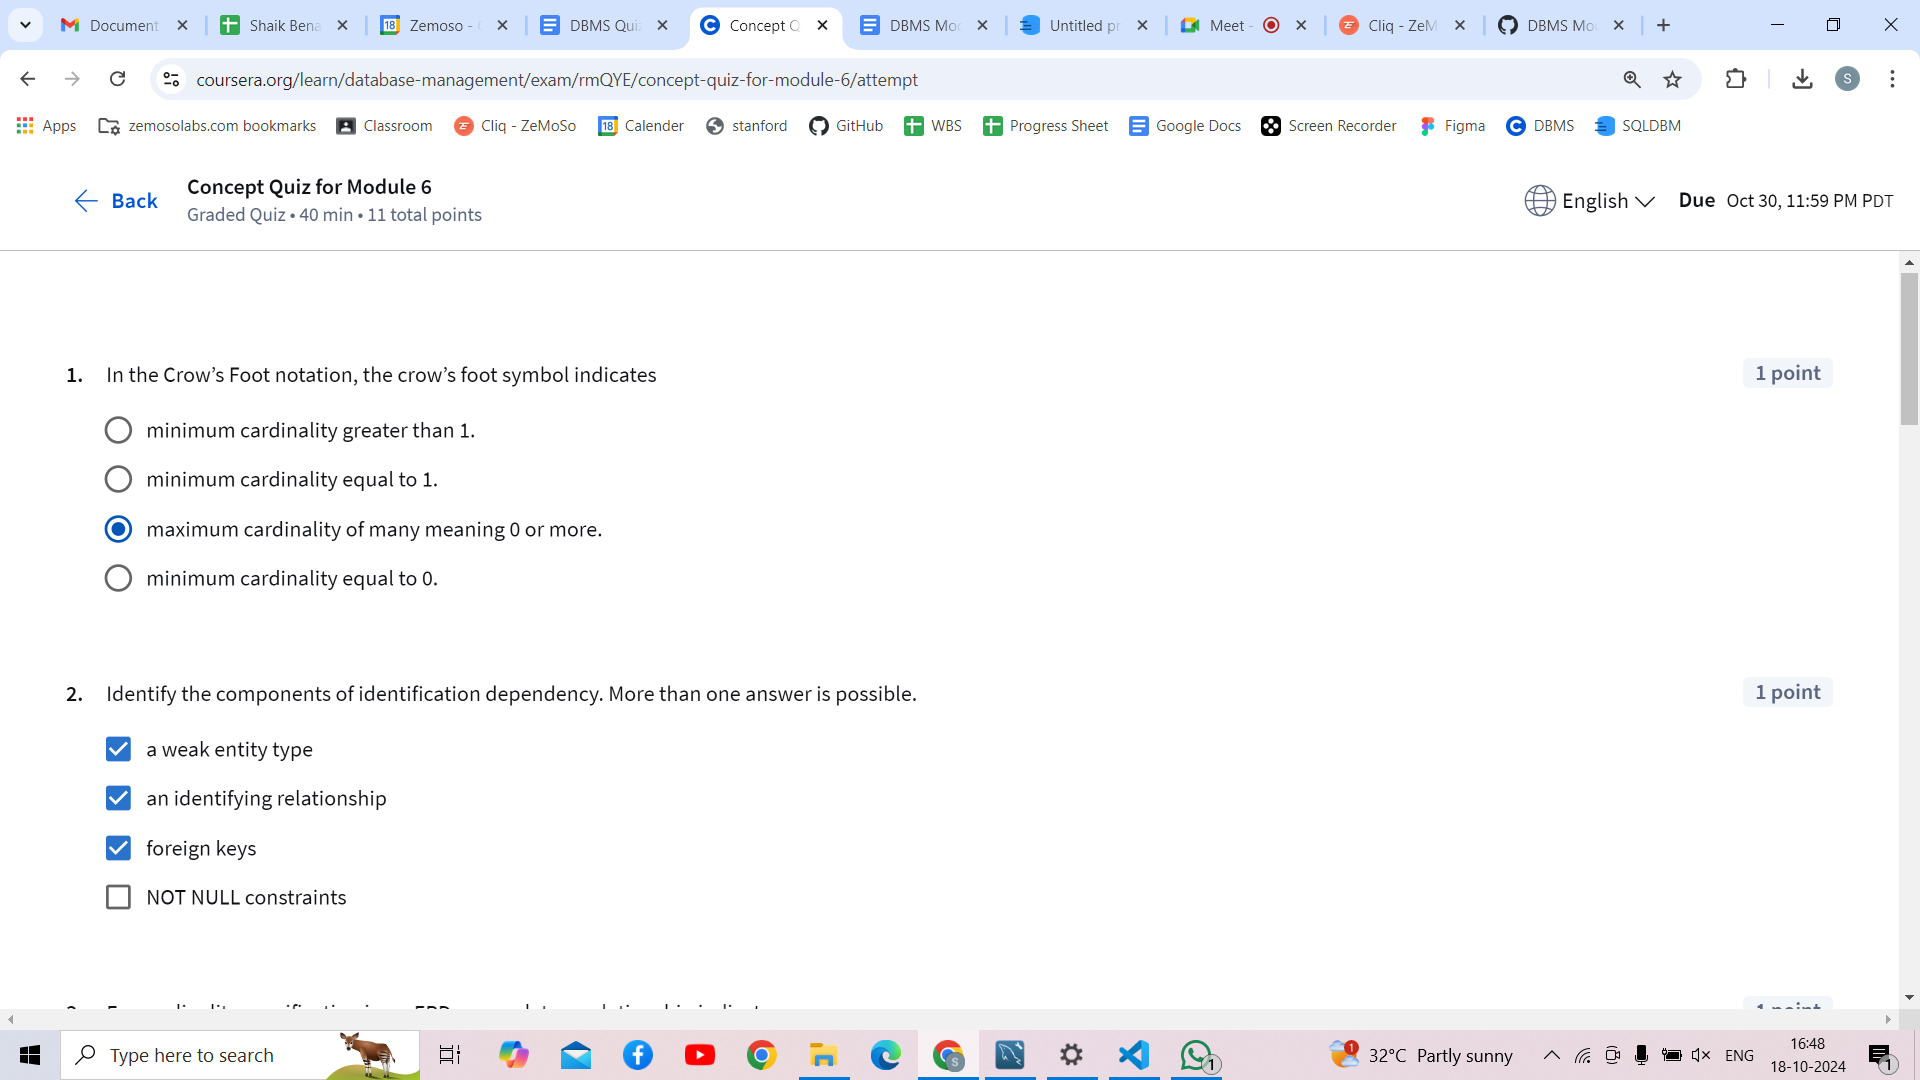 Document
Shaik Bena
Zemoso -
DBMS Qui
Concept Q
DBMS Mo
Untitled pr
Meet -
Cliq - ZeM
DBMS Mo
coursera.org/learn/database-management/exam/rmQYE/concept-quiz-for-module-6/attempt
S
Apps
zemosolabs.com bookmarks
Classroom
Cliq - ZeMoSo
Calender
stanford
GitHub
WBS
Progress Sheet
Google Docs
Screen Recorder
Figma
DBMS
SQLDBM
Back
Concept Quiz for Module 6
Graded Quiz • 40 min • 11 total points
English
Due Oct 30, 11:59 PM PDT
1. In the Crow’s Foot notation, the crow’s foot symbol indicates
1 point
minimum cardinality greater than 1.
minimum cardinality equal to 1.
maximum cardinality of many meaning 0 or more.
minimum cardinality equal to 0.
2. Identify the components of identification dependency. More than one answer is possible.
1 point
a weak entity type
an identifying relationship
foreign keys
NOT NULL constraints
Type here to search
32°C Partly sunny
ENG
16:48
18-10-2024